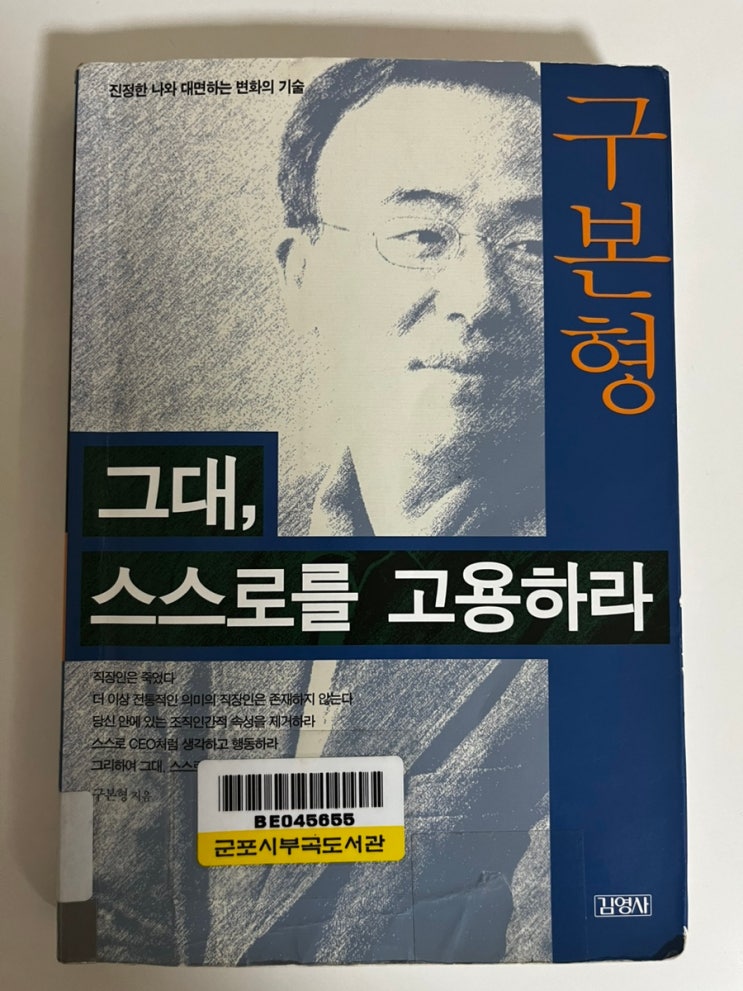 진정한 나와 대면하는 변화의 기술
구본형
그대,
스스로를 고용하라
직장인은 죽었다
더 이상 전통적인 의미의 직장인은 존재하지 않는다
당신 안에 있는 조직인간적 속성을 제거하라
스스로 CEO처럼 생각하고 행동하라
그리하여 그대, 스스
구본형 지음
BE045655
군포시부곡도서관
김영사